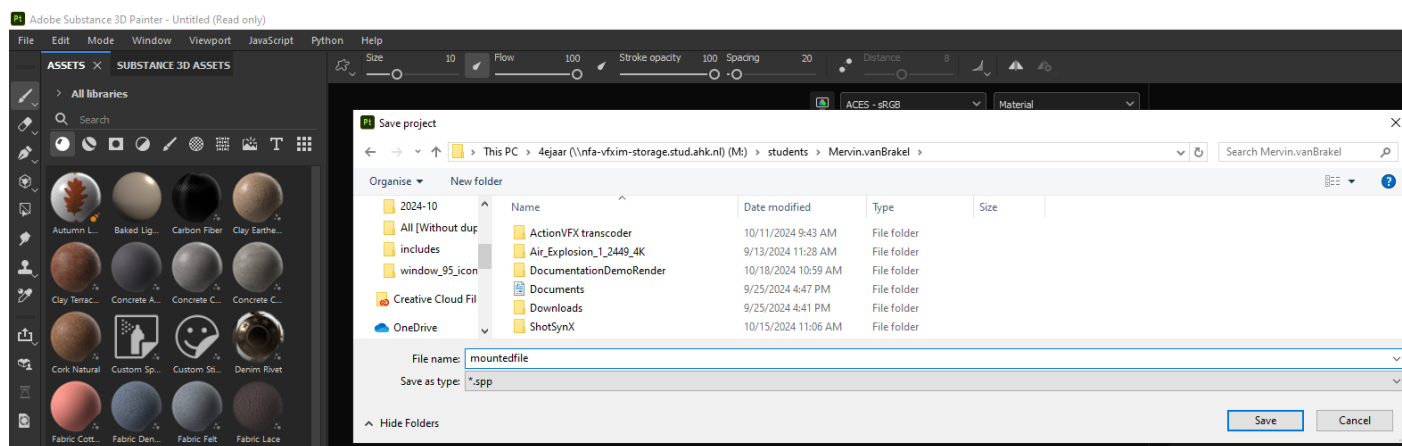 Pt Adobe Substance 3D Painter - Untitled (Read only)
File Edit Mode Window Viewport JavaScript Python Help
ASSETS × SUBSTANCE 3D ASSETS
Size 10 Flow 100 Stroke opacity 100 Spacing 20 Distance 8
All libraries
ACES - sRGB Material
Search
Autumn L... Baked Lig... Carbon Fiber Clay Earthe...
Clay Terrac... Concrete A... Concrete C... Concrete C...
Cork Natural Custom Sp... Custom Sti... Denim Rivet
Fabric Cott... Fabric Den... Fabric Felt Fabric Lace
Pt Save project
This PC > 4ejaar (\\nfa-vfxim-storage.stud.ahk.nl) (M:) > students > Mervin.vanBrakel >
Search Mervin.vanBrakel
Organise New folder
2024-10
All [Without dup
includes
window_95_icon
Creative Cloud Fil
OneDrive
Name Date modified Type Size
ActionVFX transcoder 10/11/2024 9:43 AM File folder
Air_Explosion_1_2449_4K 9/13/2024 11:28 AM File folder
DocumentationDemoRender 10/18/2024 10:59 AM File folder
Documents 9/25/2024 4:47 PM File folder
Downloads 9/25/2024 4:41 PM File folder
ShotSynX 10/15/2024 11:06 AM File folder
File name: mountedfile
Save as type: *.spp
Hide Folders
Save Cancel